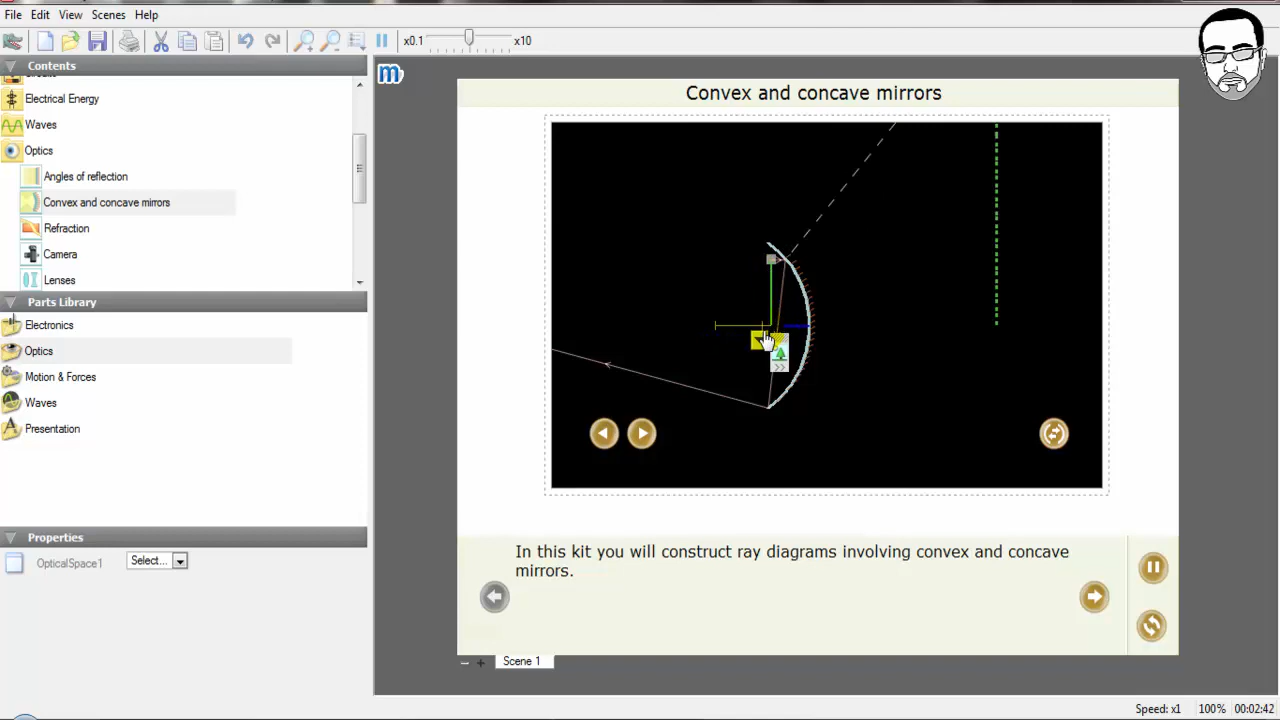 File Edit View Scenes Help
x0.1 x10
Contents
m
Convex and concave mirrors
Electrical Energy
Waves
Optics
Angles of reflection
Convex and concave mirrors
Refraction
Camera
Lenses
Parts Library
Electronics
Optics
Motion & Forces
Waves
Presentation
Properties
OpticalSpace1 Select...
In this kit you will construct ray diagrams involving convex and concave
mirrors.
Scene 1
Speed: x1 100% 00:02:42